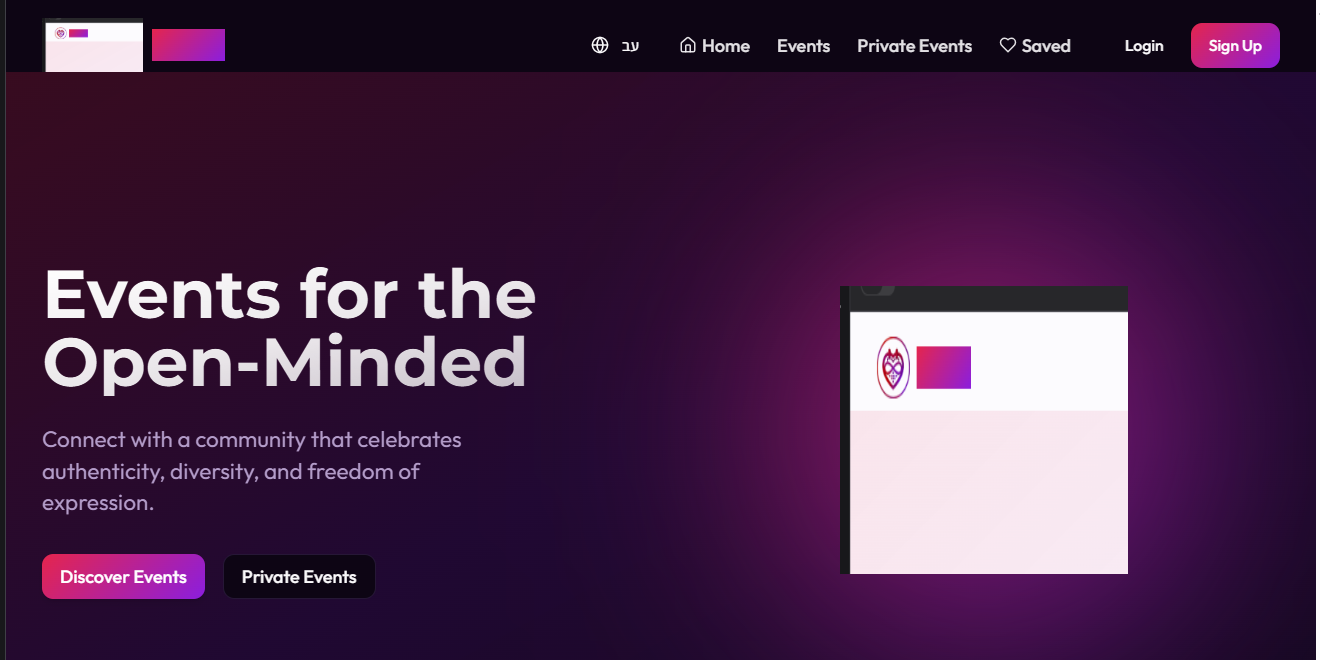 עב
Home
Events
Private Events
Saved
Login
Sign Up
Events for the
Open-Minded
Connect with a community that celebrates
authenticity, diversity, and freedom of
expression.
Discover Events
Private Events